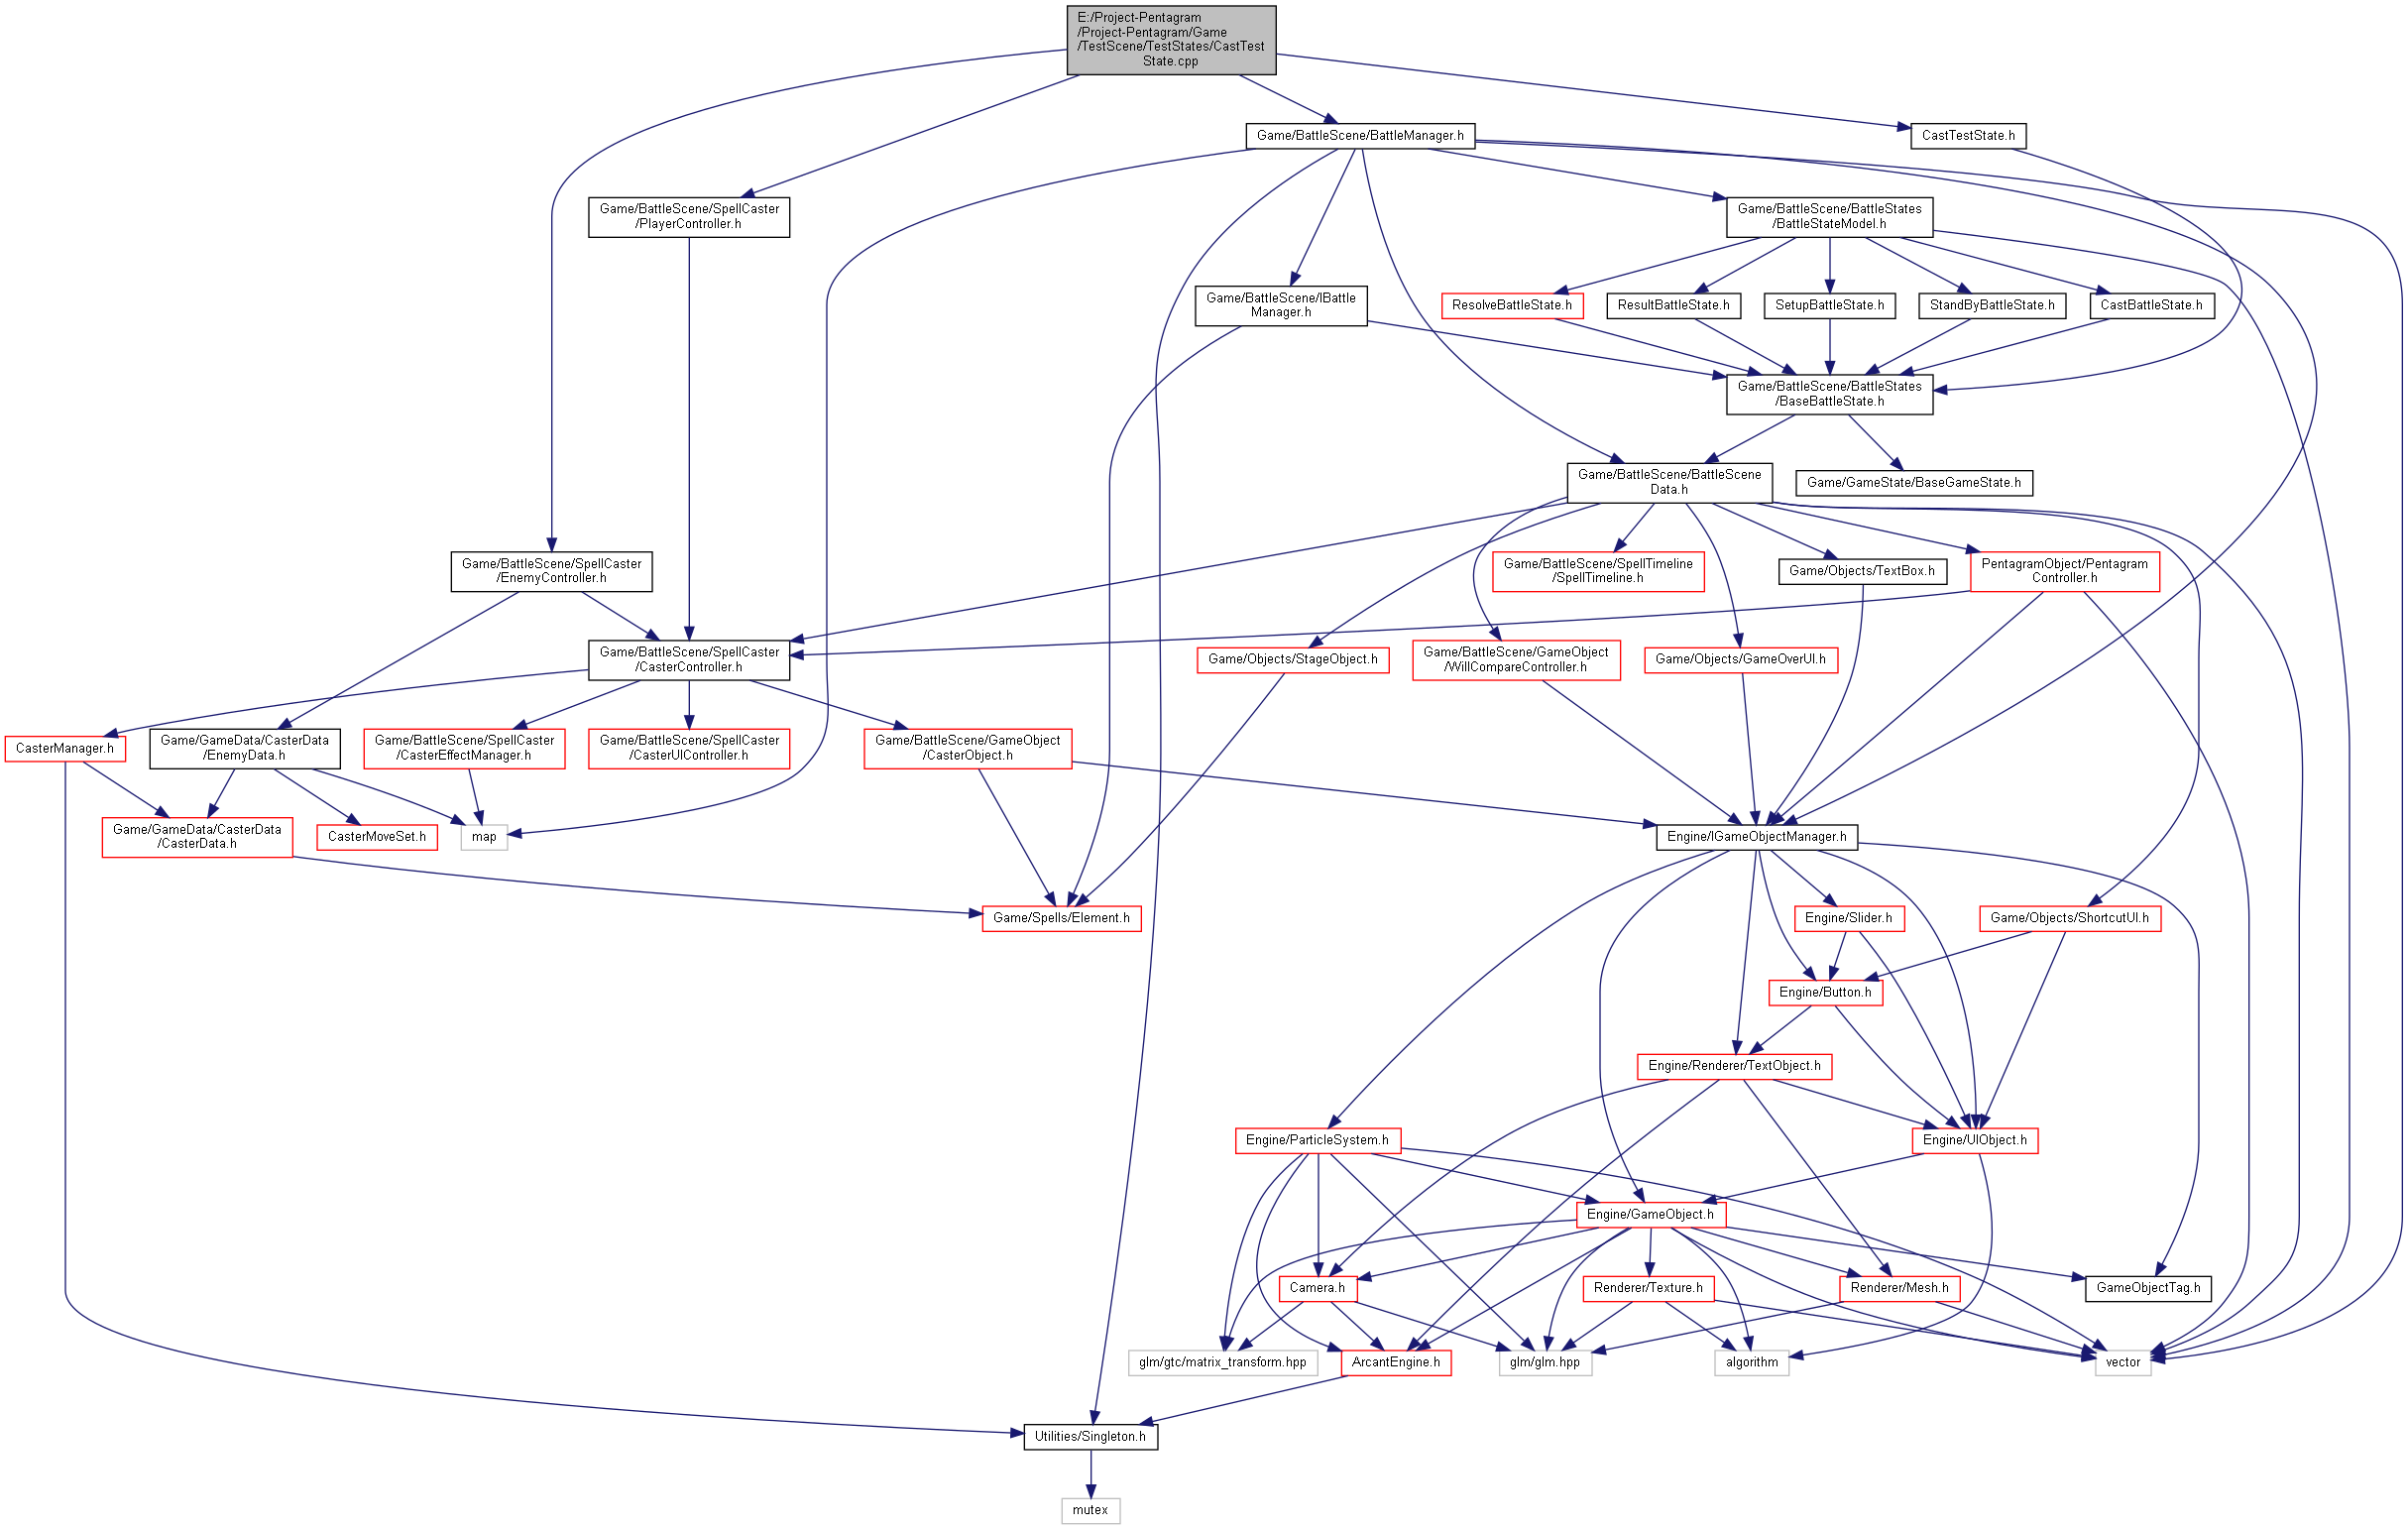 E:/Project-Pentagram
/Project-Pentagram/Game
/TestScene/TestStates/CastTest
State.cpp
Game/BattleScene/BattleManager.h
CastTestState.h
Game/BattleScene/SpellCaster
/PlayerController.h
Game/BattleScene/BattleStates
/BattleStateModel.h
Game/BattleScene/IBattle
Manager.h
ResolveBattleState.h
ResultBattleState.h
SetupBattleState.h
StandByBattleState.h
CastBattleState.h
Game/BattleScene/BattleStates
/BaseBattleState.h
Game/BattleScene/BattleScene
Data.h
Game/GameState/BaseGameState.h
Game/BattleScene/SpellCaster
/EnemyController.h
Game/BattleScene/SpellTimeline
/SpellTimeline.h
Game/Objects/TextBox.h
PentagramObject/Pentagram
Controller.h
Game/BattleScene/SpellCaster
/CasterController.h
Game/Objects/StageObject.h
Game/BattleScene/GameObject
/WillCompareController.h
Game/Objects/GameOverUI.h
CasterManager.h
Game/GameData/CasterData
/EnemyData.h
Game/BattleScene/SpellCaster
/CasterEffectManager.h
Game/BattleScene/SpellCaster
/CasterUIController.h
Game/BattleScene/GameObject
/CasterObject.h
Game/GameData/CasterData
/CasterData.h
CasterMoveSet.h
map
Engine/IGameObjectManager.h
Game/Spells/Element.h
Engine/Slider.h
Game/Objects/ShortcutUI.h
Engine/Button.h
Engine/Renderer/TextObject.h
Engine/ParticleSystem.h
Engine/UIObject.h
Engine/GameObject.h
Camera.h
Renderer/Texture.h
Renderer/Mesh.h
GameObjectTag.h
glm/gtc/matrix_transform.hpp
ArcantEngine.h
glm/glm.hpp
algorithm
vector
Utilities/Singleton.h
mutex